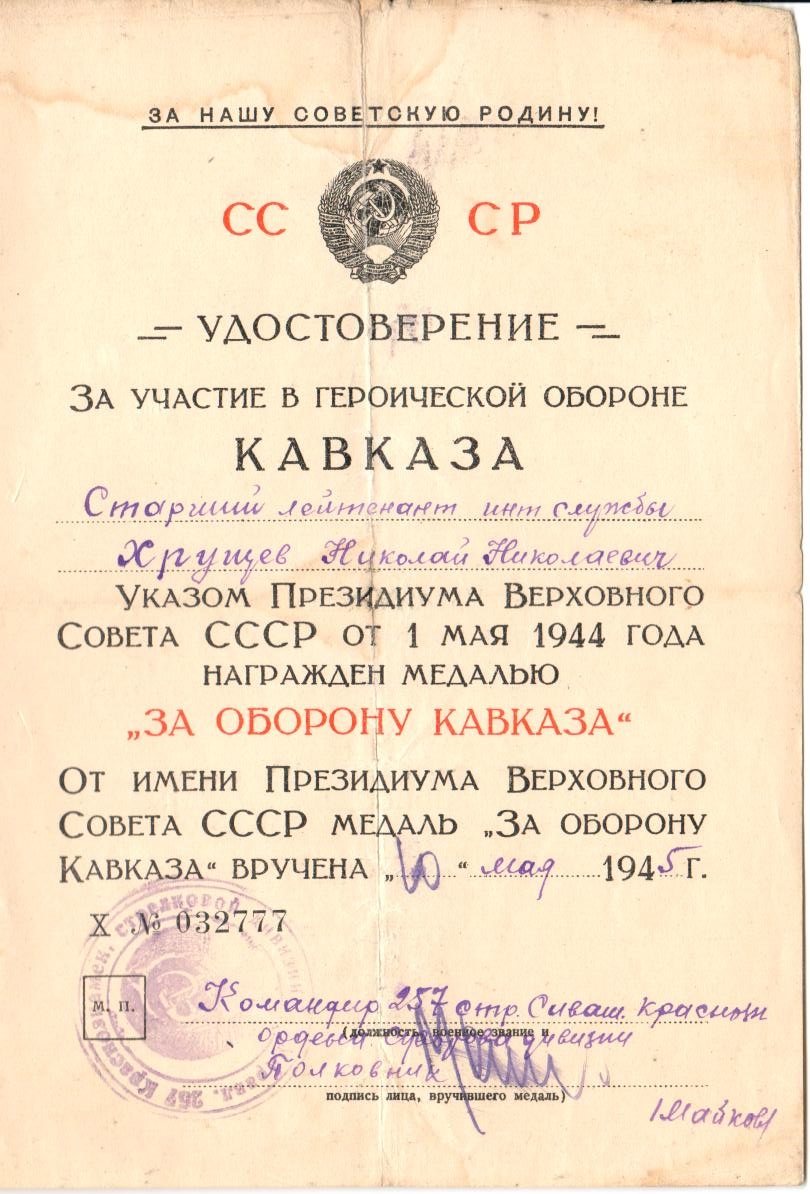 ЗА НАШУ СОВЕТСКУЮ РОДИНУ!
СС СР
УДОСТОВЕРЕНИЕ
ЗА УЧАСТИЕ В ГЕРОИЧЕСКОЙ ОБОРОНЕ
КАВКАЗА
Старший лейтенант инт службы
Хрущев Николай Николаевич
УКАЗОМ ПРЕЗИДИУМА ВЕРХОВНОГО
СОВЕТА СССР ОТ 1 МАЯ 1944 ГОДА
НАГРАЖДЕН МЕДАЛЬЮ
„ЗА ОБОРОНУ КАВКАЗА“
ОТ ИМЕНИ ПРЕЗИДИУМА ВЕРХОВНОГО
СОВЕТА СССР МЕДАЛЬ „ЗА ОБОРОНУ
КАВКАЗА“ ВРУЧЕНА „10“ мая 1945 Г.
Х № 032777
м. п.
Командир 257 стр. Сиваш. Красноз
(должность, военное звание и
ордена Суворова дивизии
Полковник
подпись лица, вручившего медаль)
/Майков/